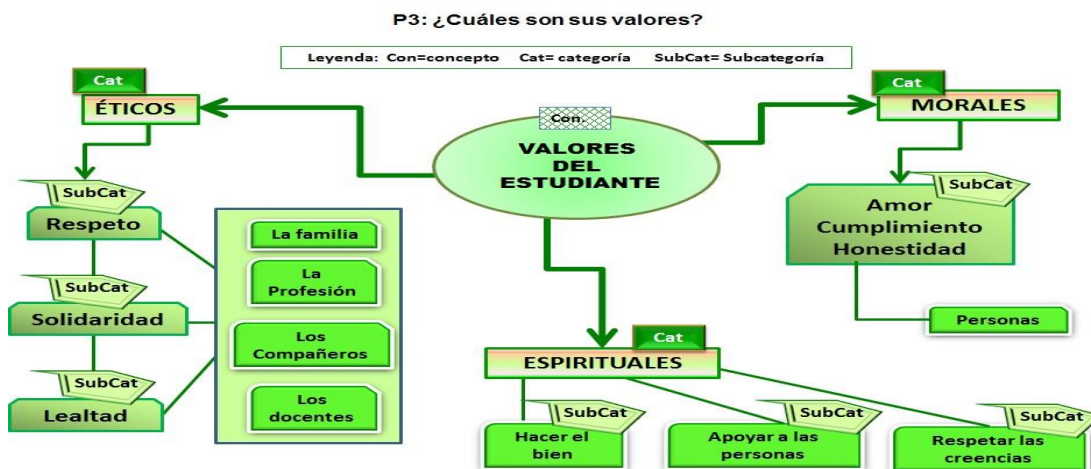 P3: ¿Cuáles son sus valores?
Leyenda: Con=concepto Cat= categoría SubCat= Subcategoría
Cat
ÉTICOS
Con.
VALORES
DEL
ESTUDIANTE
Cat
MORALES
SubCat
Respeto
SubCat
Solidaridad
SubCat
Lealtad
La familia
La
Profesión
Los
Compañeros
Los
docentes
SubCat
Amor
Cumplimiento
Honestidad
Personas
Cat
ESPIRITUALES
SubCat
Hacer el
bien
SubCat
Apoyar a las
personas
SubCat
Respetar las
creencias